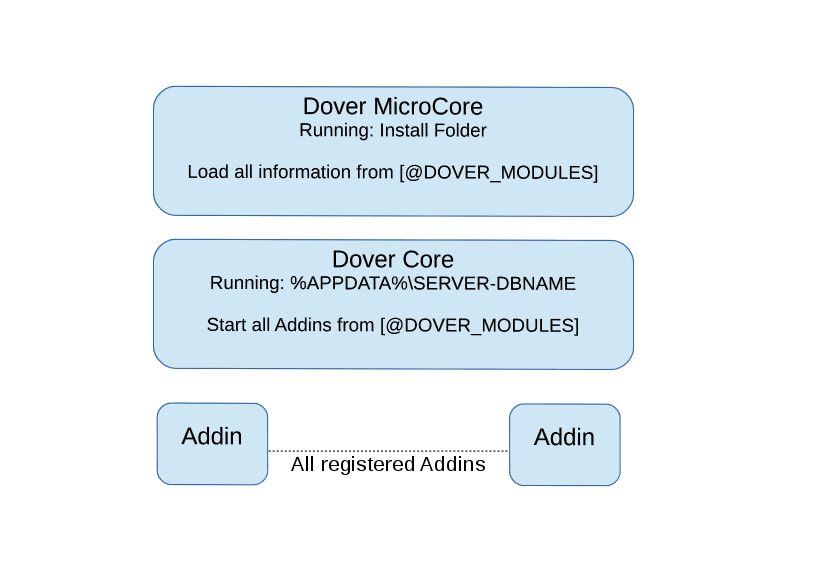 Dover MicroCore
Running: Install Folder
Load all information from [@DOVER_MODULES]
Dover Core
Running: %APPDATA%\SERVER-DBNAME
Start all Addins from [@DOVER_MODULES]
Addin
Addin
All registered Addins